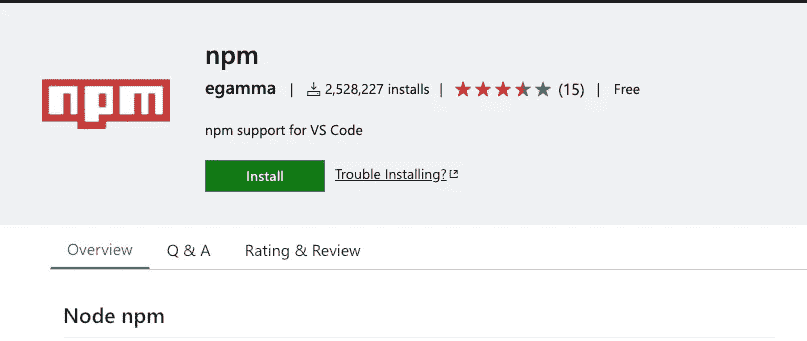 npm
npm
egamma | 2,528,227 installs | (15) | Free
npm support for VS Code
Install Trouble Installing?
Overview Q & A Rating & Review
Node npm